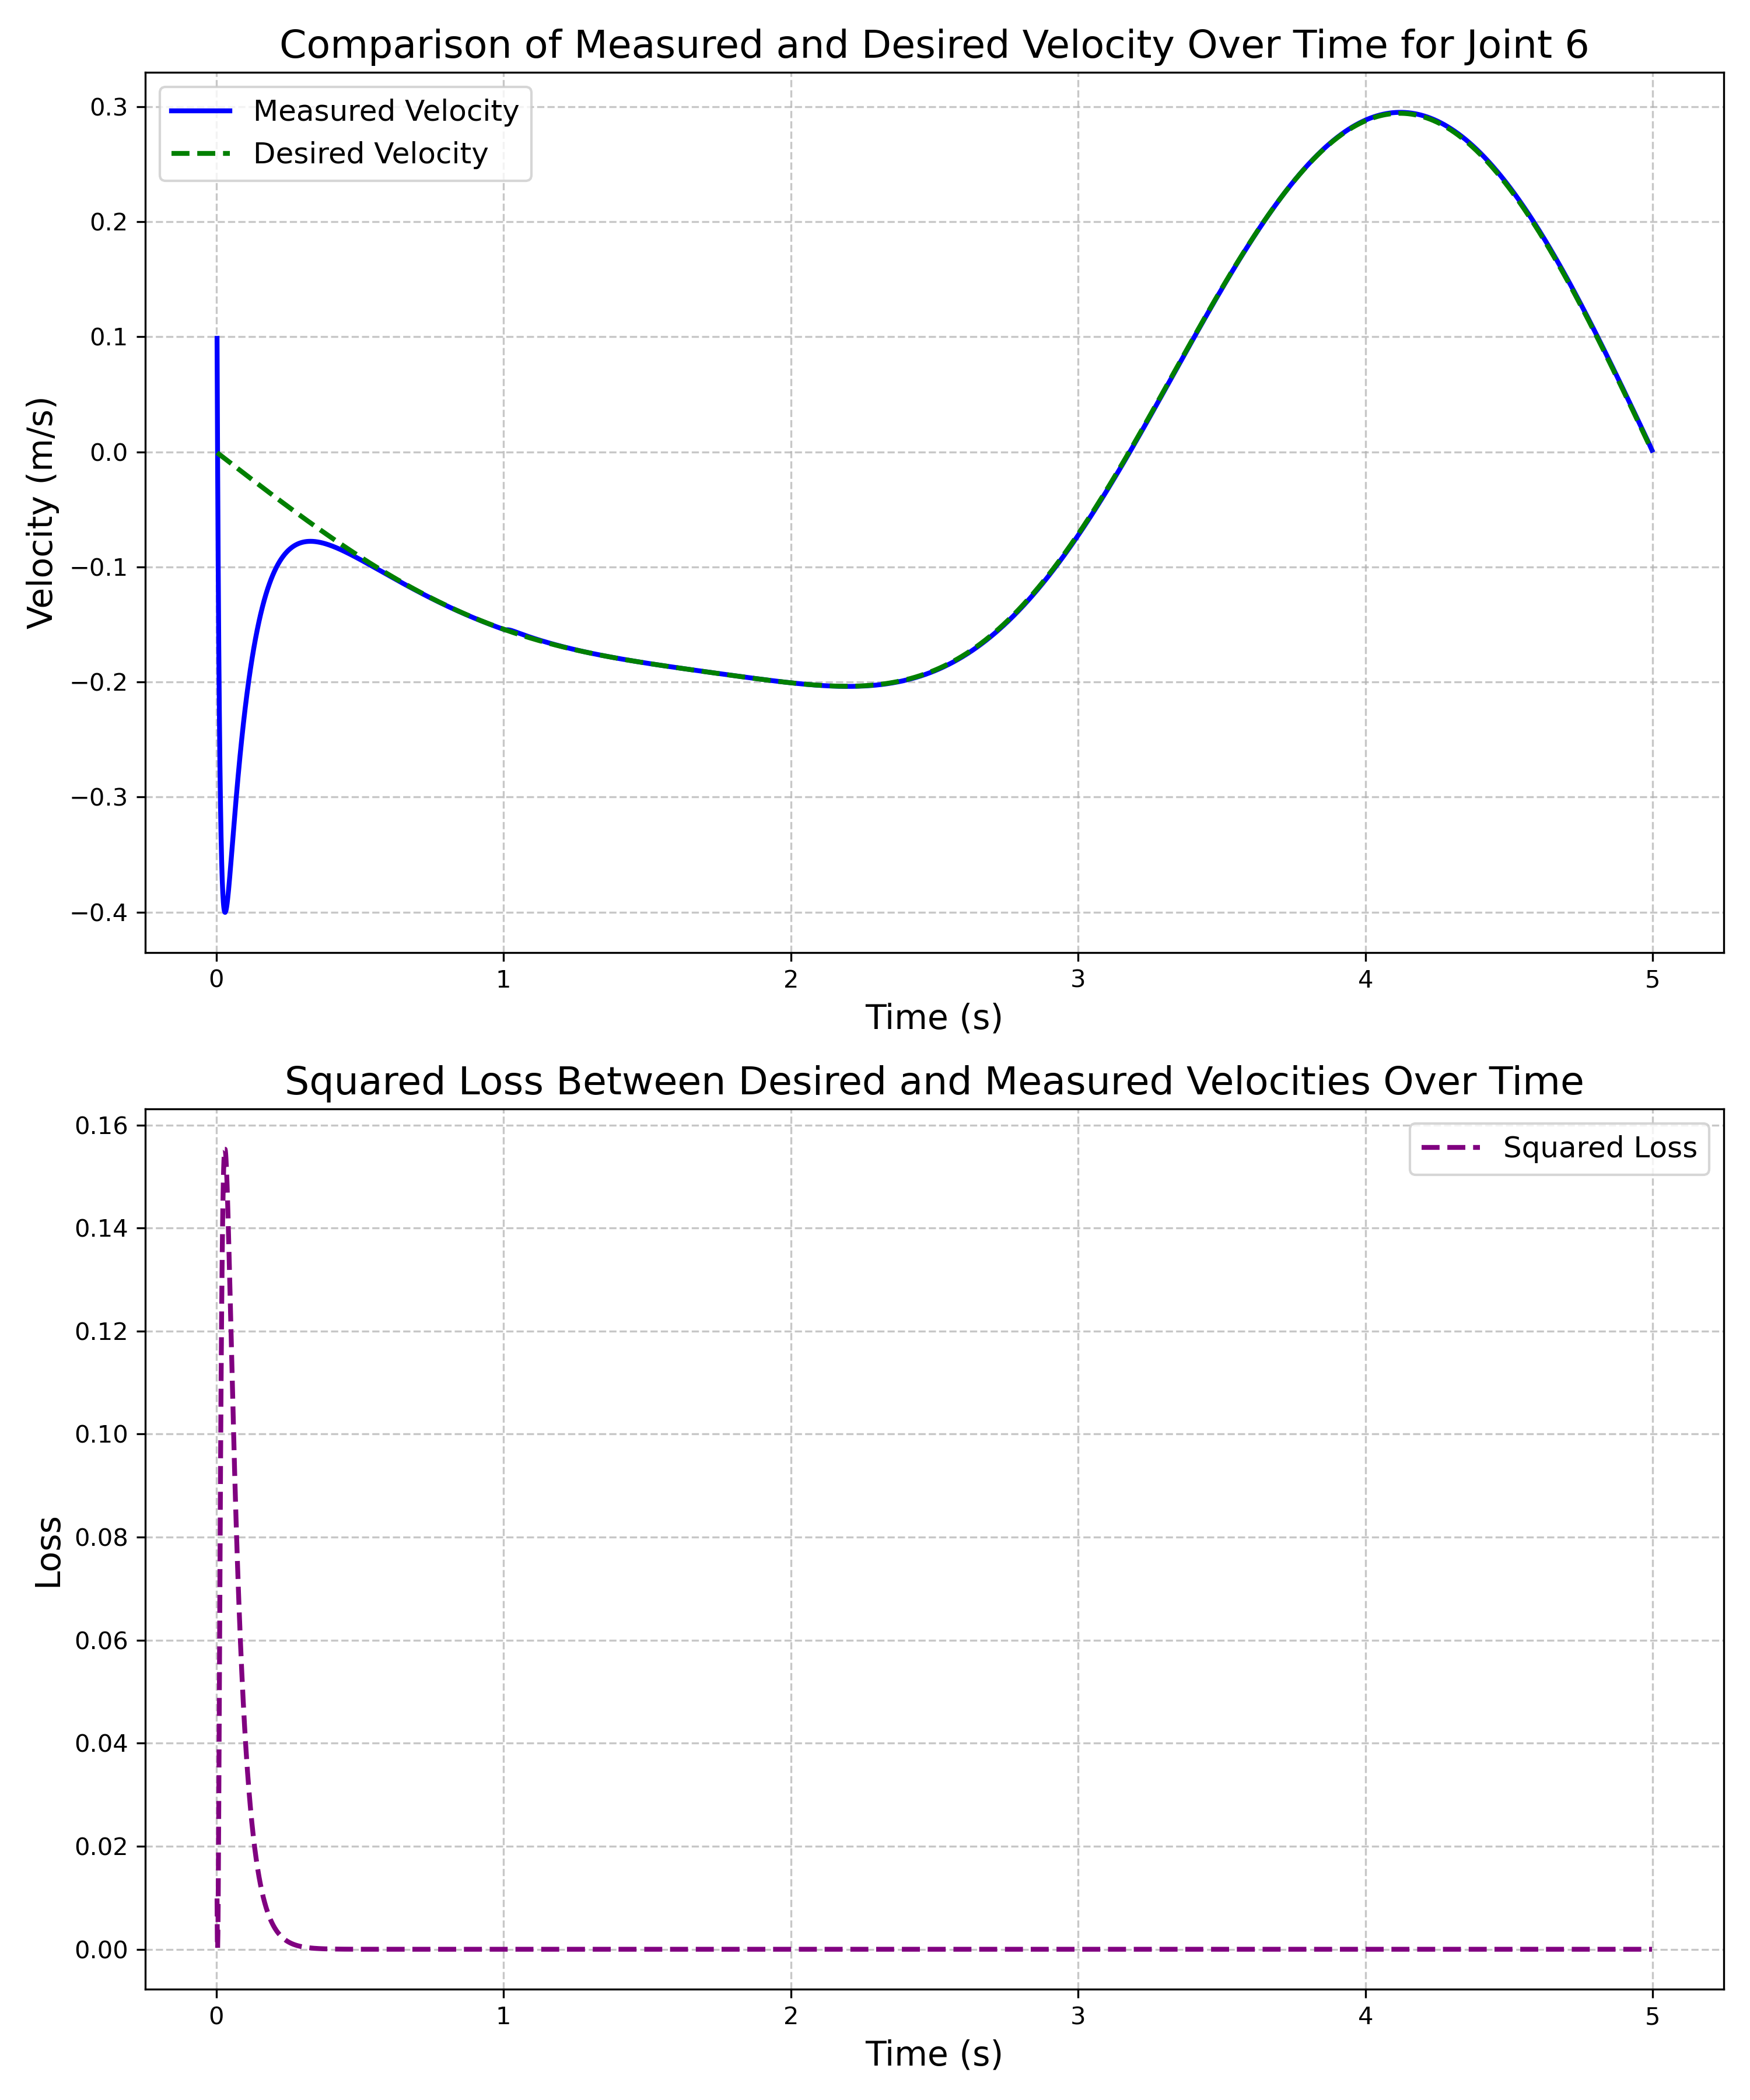 Comparison of Measured and Desired Velocity Over Time for Joint 6
Measured Velocity
Desired Velocity
0.3
0.2
0.1
0.0
−0.1
−0.2
−0.3
−0.4
Velocity (m/s)
0 1 2 3 4 5
Time (s)
Squared Loss Between Desired and Measured Velocities Over Time
Squared Loss
0.16
0.14
0.12
0.10
0.08
0.06
0.04
0.02
0.00
Loss
0 1 2 3 4 5
Time (s)